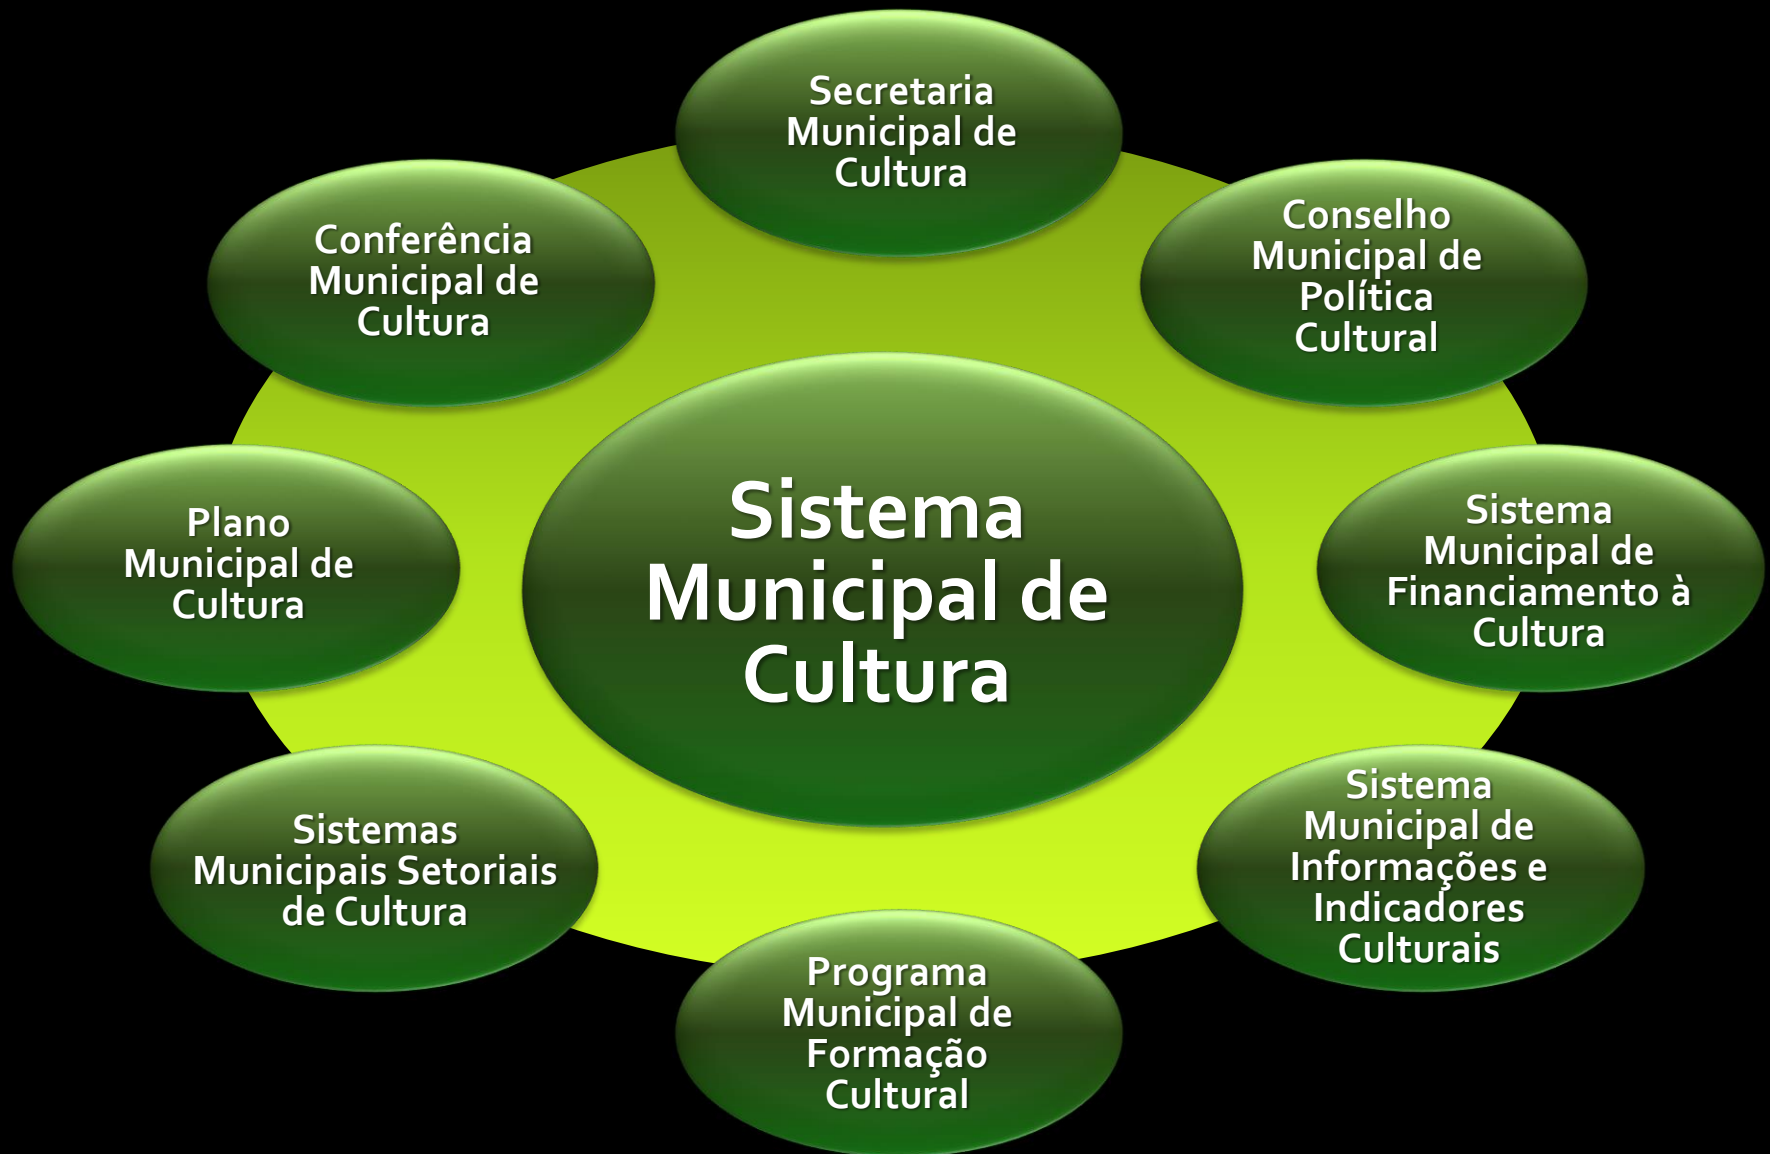 Secretaria
Municipal de
Cultura
Conselho
Municipal de
Política
Cultural
Sistema
Municipal de
Financiamento à
Cultura
Sistema
Municipal de
Informações e
Indicadores
Culturais
Programa
Municipal de
Formação
Cultural
Sistemas
Municipais Setoriais
de Cultura
Plano
Municipal de
Cultura
Conferência
Municipal de
Cultura
Sistema
Municipal de
Cultura